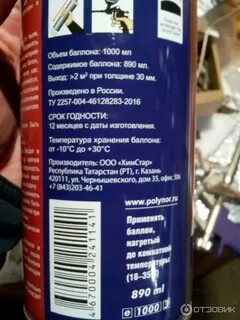 Объем баллона: 1000 мл
Содержимое баллона: 890 мл.
Выход: >2 м² при толщине 30 мм.
Произведено в России.
ТУ 2257-004-46128283-2016
СРОК ГОДНОСТИ:
12 месяцев с даты изготовления.
Температура хранения баллона:
от -10°С до +30°С
Производитель: ООО «ХимСтар»
Республика Татарстан (РТ), г. Казань
420111, ул. Чернышевского, дом 35, офис 306
+7 (843)203-46-41
www.polynor.ru
Применять
баллон,
нагретый
до комнатной
температуры
890 ml
1000
4 670000 241141
ОТЗОВИК